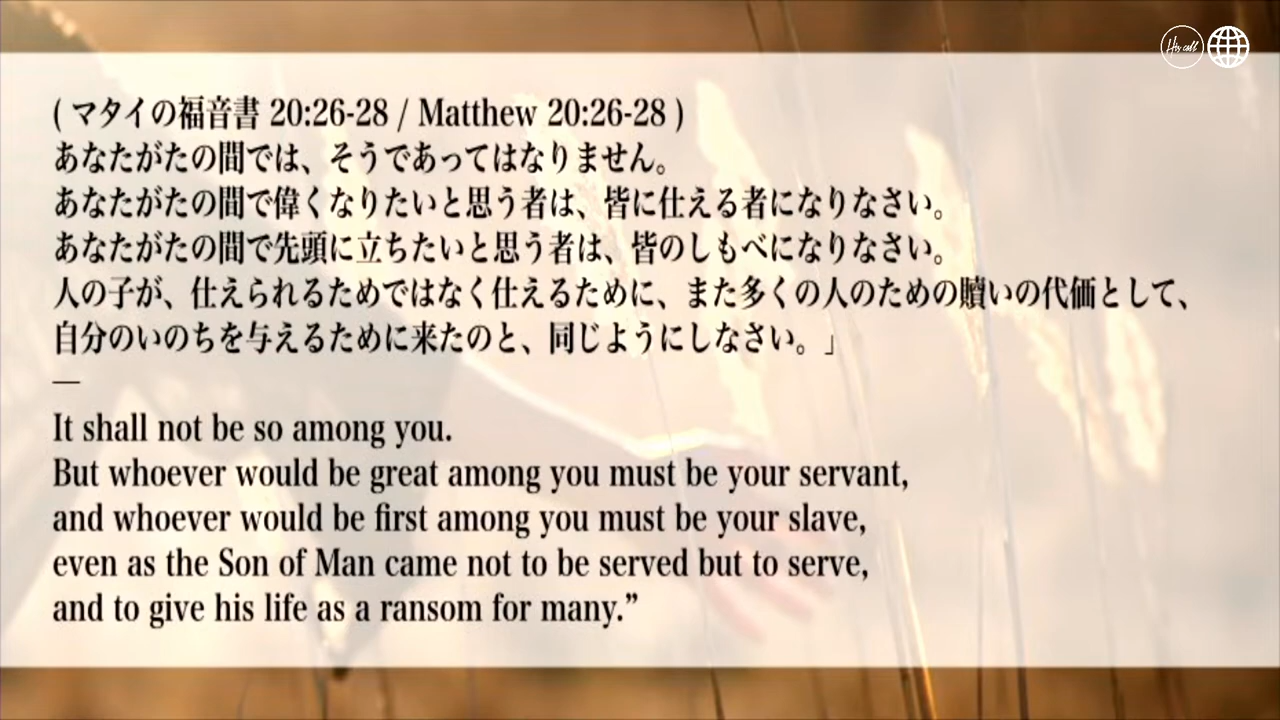 His call
( マタイの福音書 20:26-28 / Matthew 20:26-28 )
あなたがたの間では、そうであってはなりません。
あなたがたの間で偉くなりたいと思う者は、皆に仕える者になりなさい。
あなたがたの間で先頭に立ちたいと思う者は、皆のしもべになりなさい。
人の子が、仕えられるためではなく仕えるために、また多くの人のための贖いの代価として、
自分のいのちを与えるために来たのと、同じようにしなさい。」
—
It shall not be so among you.
But whoever would be great among you must be your servant,
and whoever would be first among you must be your slave,
even as the Son of Man came not to be served but to serve,
and to give his life as a ransom for many.”